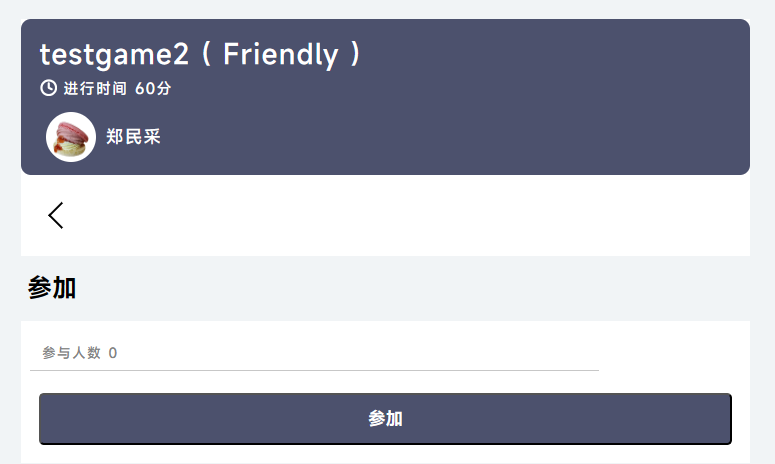 testgame2 ( Friendly )
进行时间 60分
郑民采
参加
参与人数 0
参加